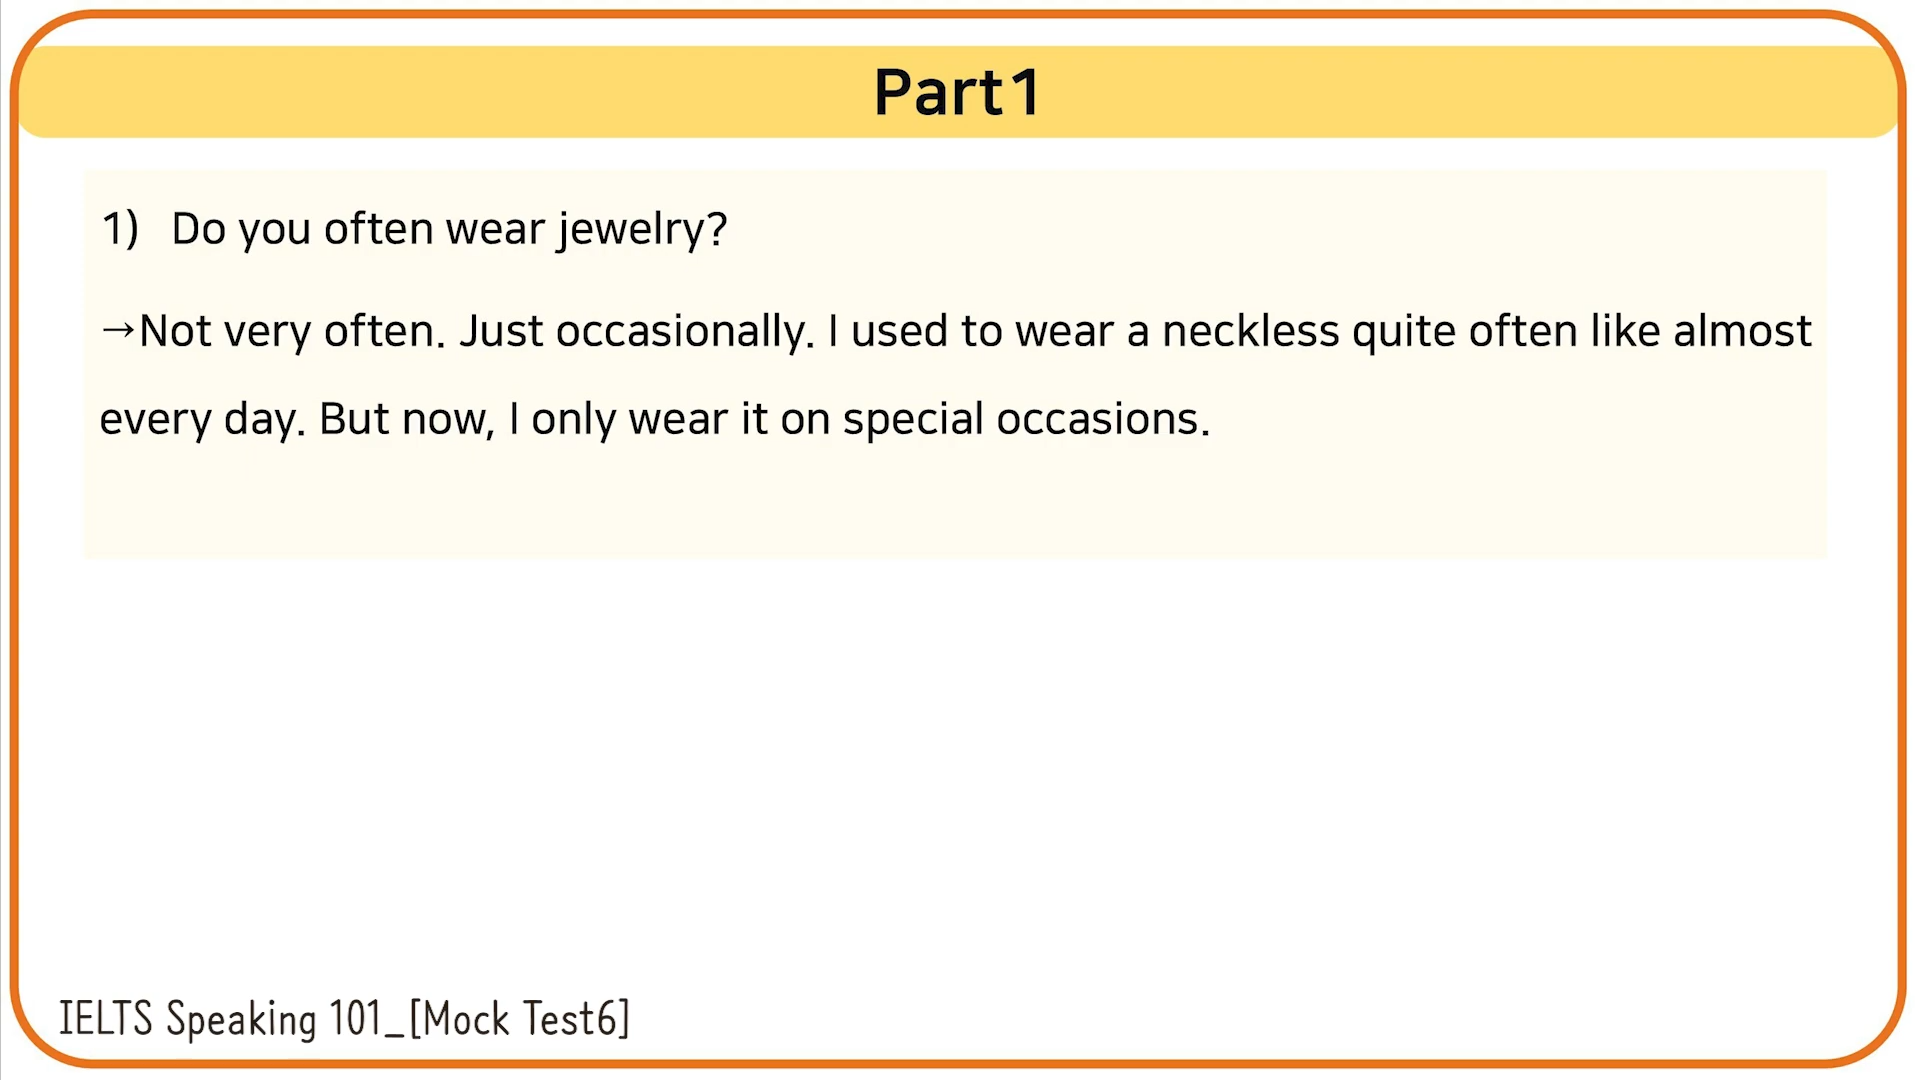 Part1
1) Do you often wear jewelry?
→Not very often. Just occasionally. I used to wear a neckless quite often like almost
every day. But now, I only wear it on special occasions.
IELTS Speaking 101_[Mock Test6]